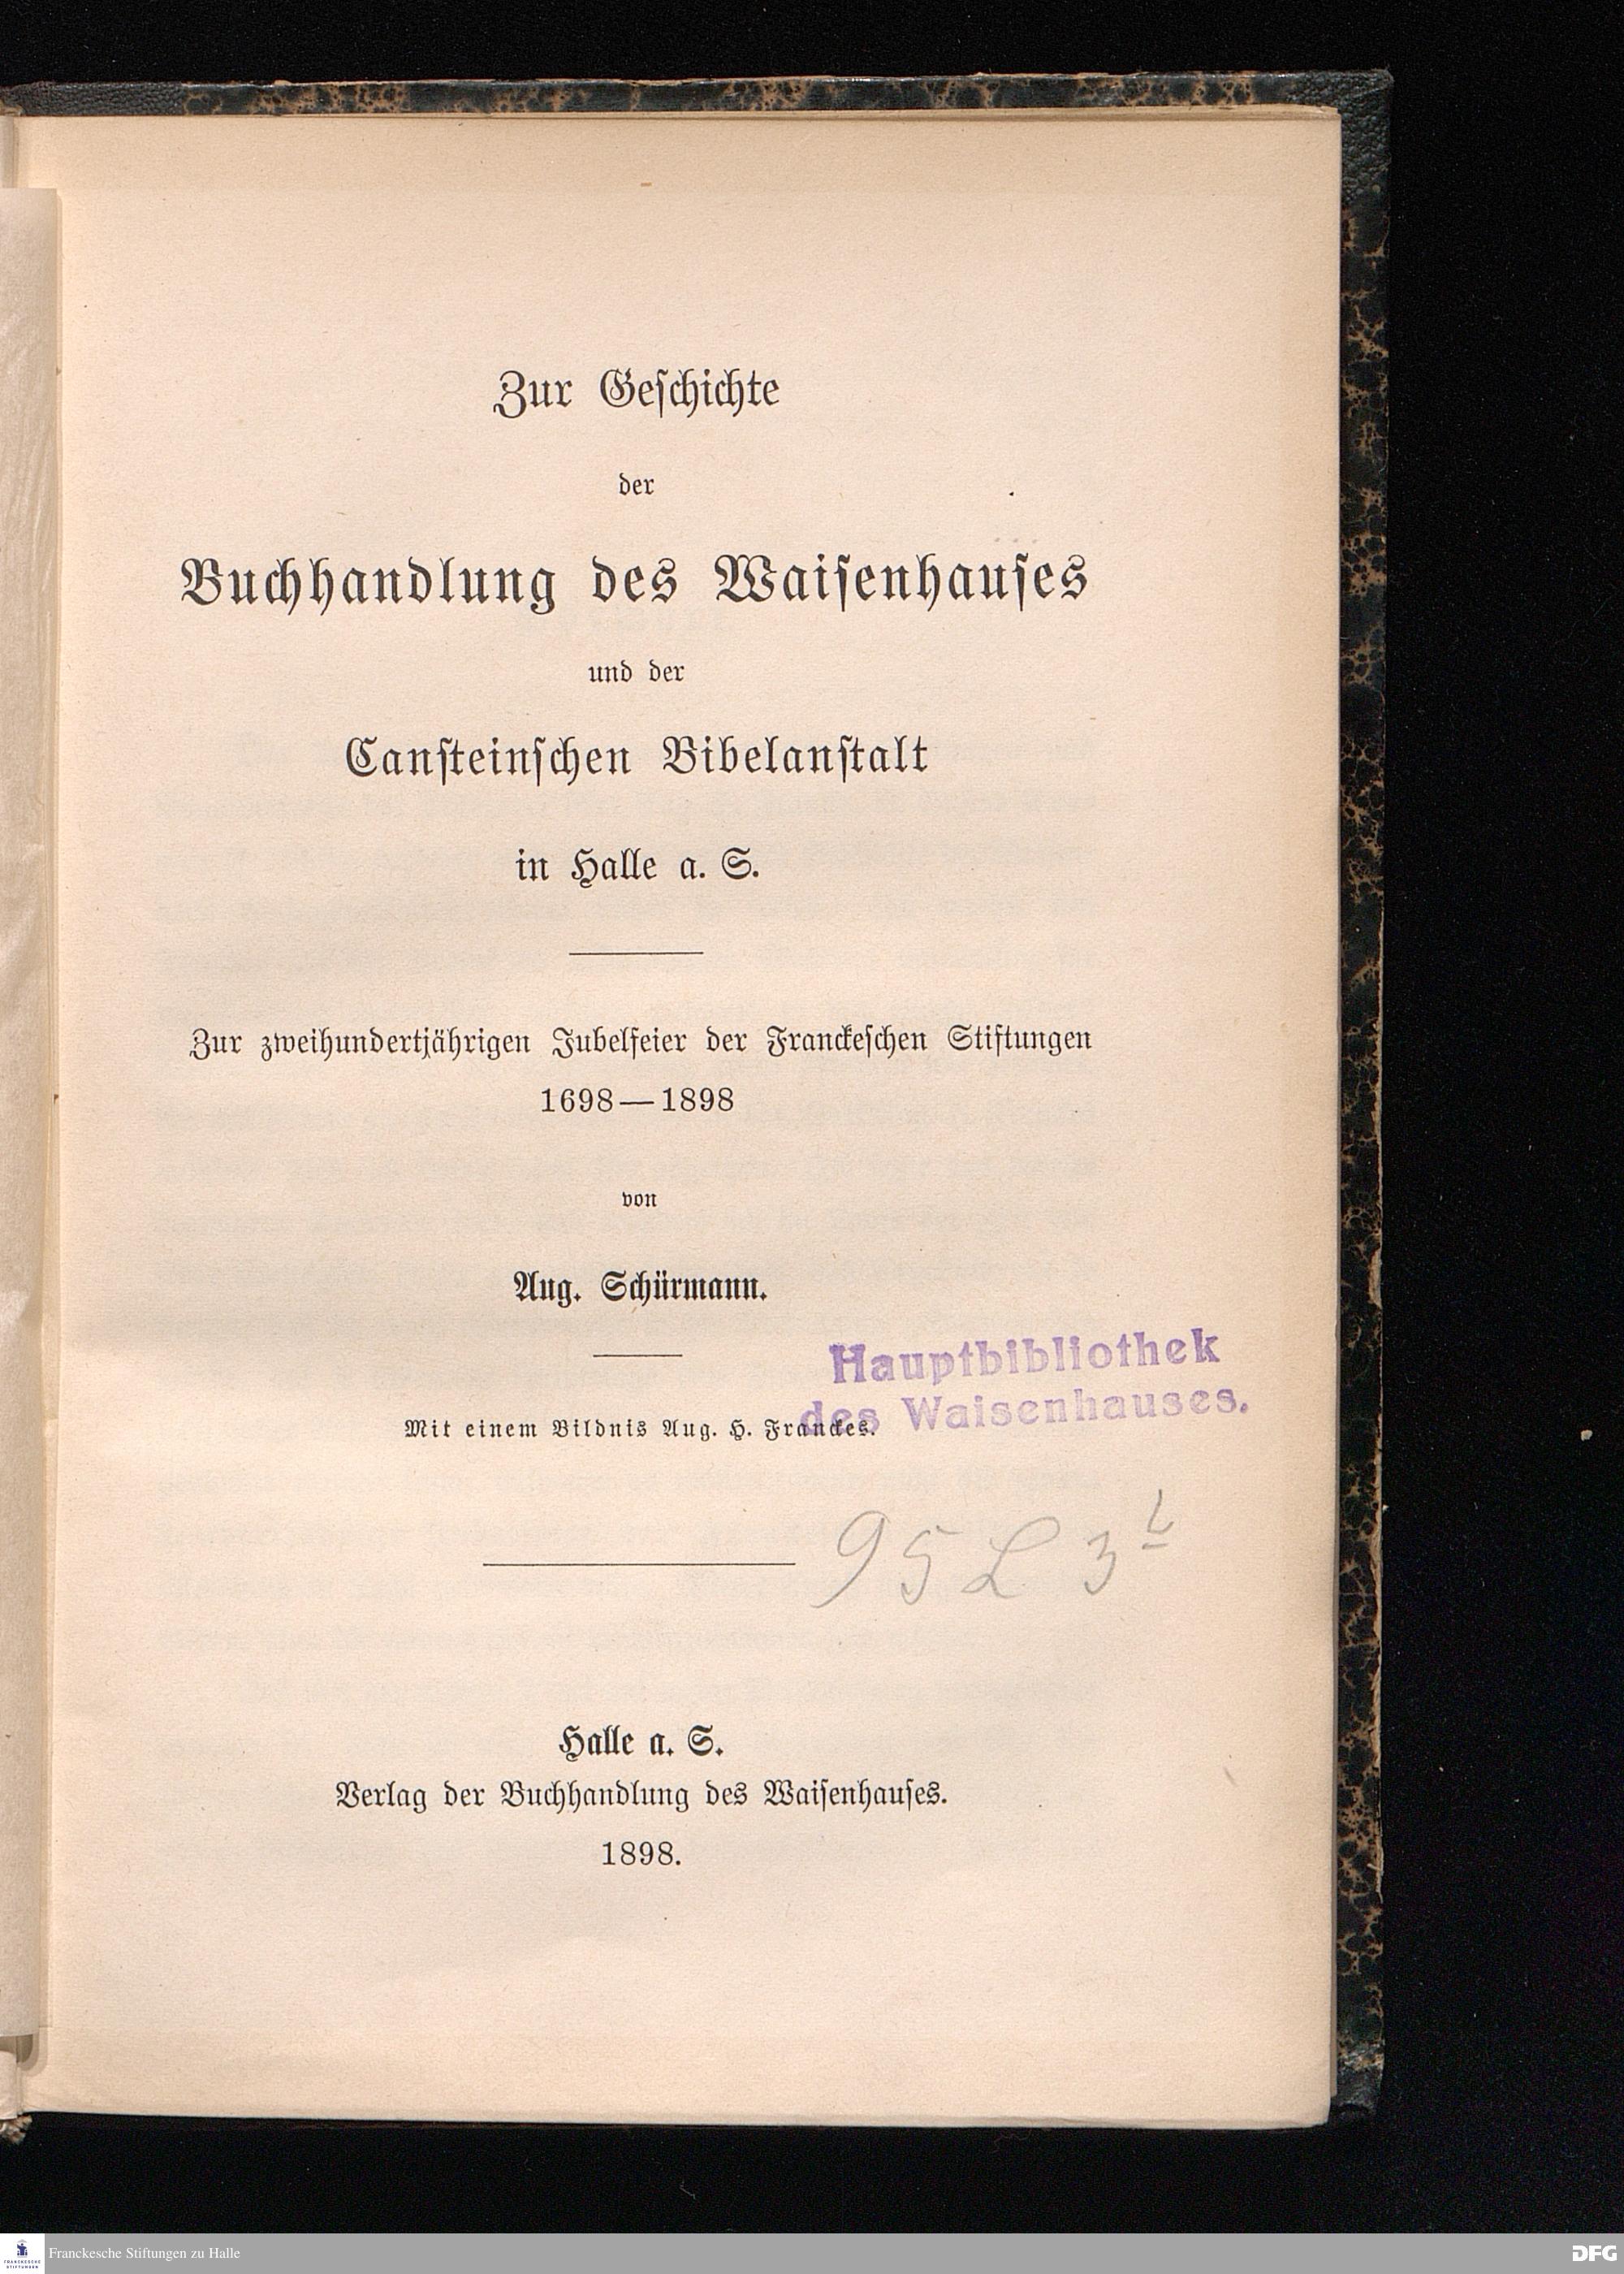 Zur Geschichte
der
Buchhandlung des Waisenhauses
und der
Cansteinschen Bibelanstalt
in Halle a. S.
Zur zweihundertjährigen Jubelfeier der Franckeschen Stiftungen
1698—1898
von
Aug. Schürmann.
Hauptbibliothek
des Waisenhauses.
Mit einem Bildnis Aug. H. Franckes.
95 L 3
Halle a. S.
Verlag der Buchhandlung des Waisenhauses.
1898.
FRANCKESCHE
STIFTUNGEN
Franckesche Stiftungen zu Halle
DFG